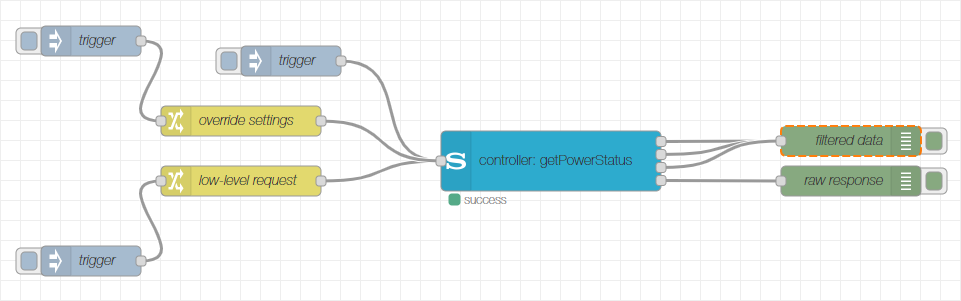 trigger
trigger
override settings
filtered data
S controller: getPowerStatus
low-level request
raw response
success
trigger